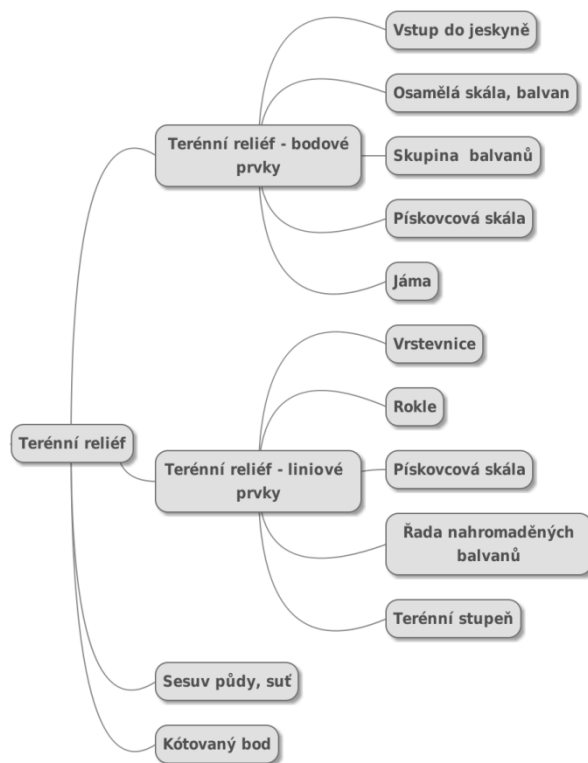 Terénní reliéf
Terénní reliéf - bodové
prvky
Vstup do jeskyně
Osamělá skála, balvan
Skupina  balvanů
Pískovcová skála
Jáma
Terénní reliéf - liniové
prvky
Vrstevnice
Rokle
Pískovcová skála
Řada nahromaděných
balvanů
Terénní stupeň
Sesuv půdy, suť
Kótovaný bod